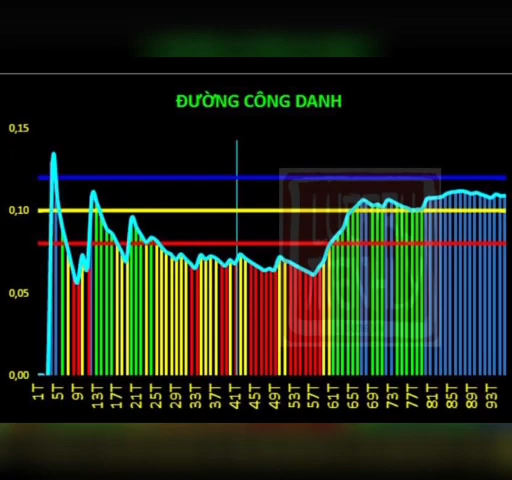 ĐƯỜNG CÔNG DANH
0,15
0,10
0,05
0,00
1T 5T 9T 13T 17T 21T 25T 29T 33T 37T 41T 45T 49T 53T 57T 61T 65T 69T 73T 77T 81T 85T 89T 93T